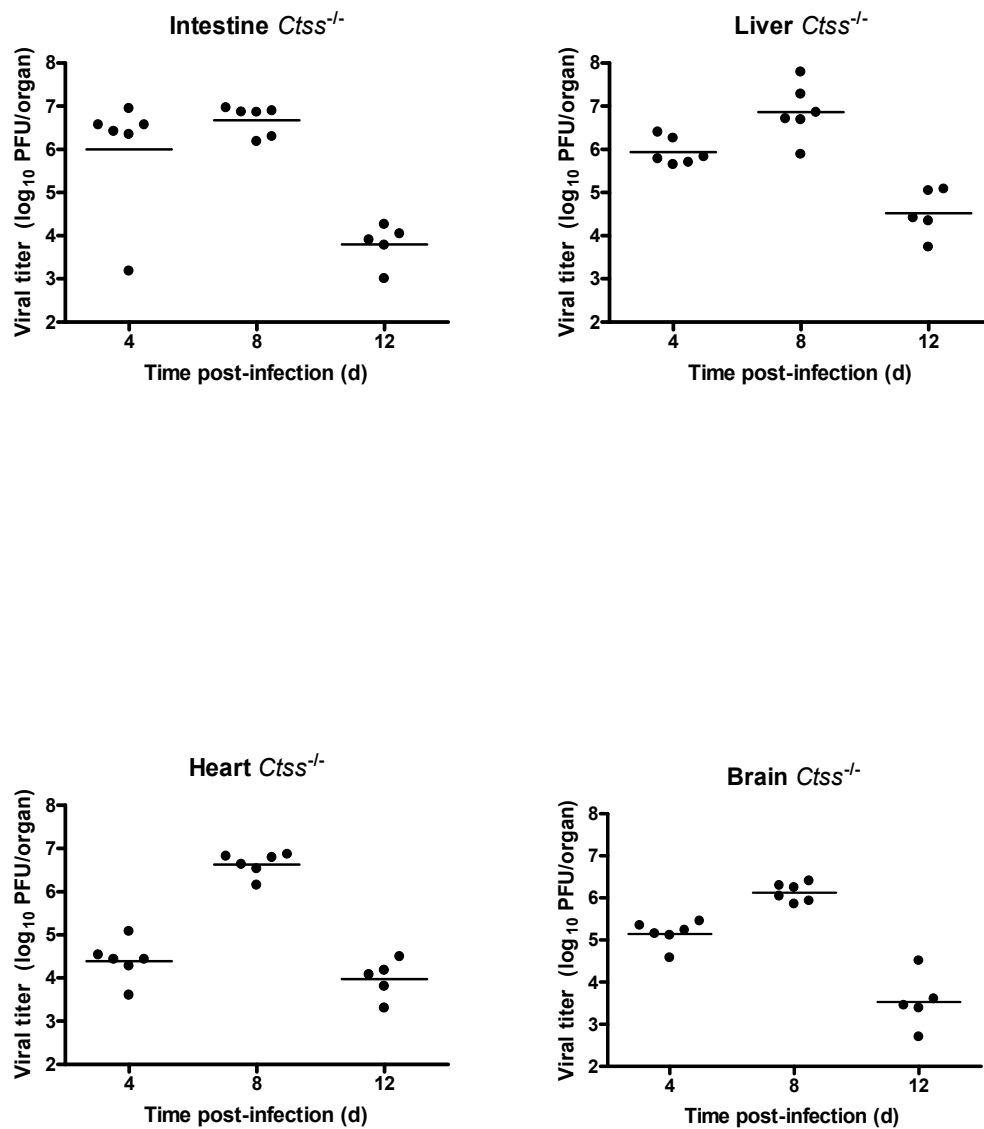 Intestine Ctss-/-
Viral titer (log10 PFU/organ)
8
7
6
5
4
3
2
4 8 12
Time post-infection (d)
Liver Ctss-/-
Viral titer (log10 PFU/organ)
8
7
6
5
4
3
2
4 8 12
Time post-infection (d)
Heart Ctss-/-
Viral titer (log10 PFU/organ)
8
7
6
5
4
3
2
4 8 12
Time post-infection (d)
Brain Ctss-/-
Viral titer (log10 PFU/organ)
8
7
6
5
4
3
2
4 8 12
Time post-infection (d)